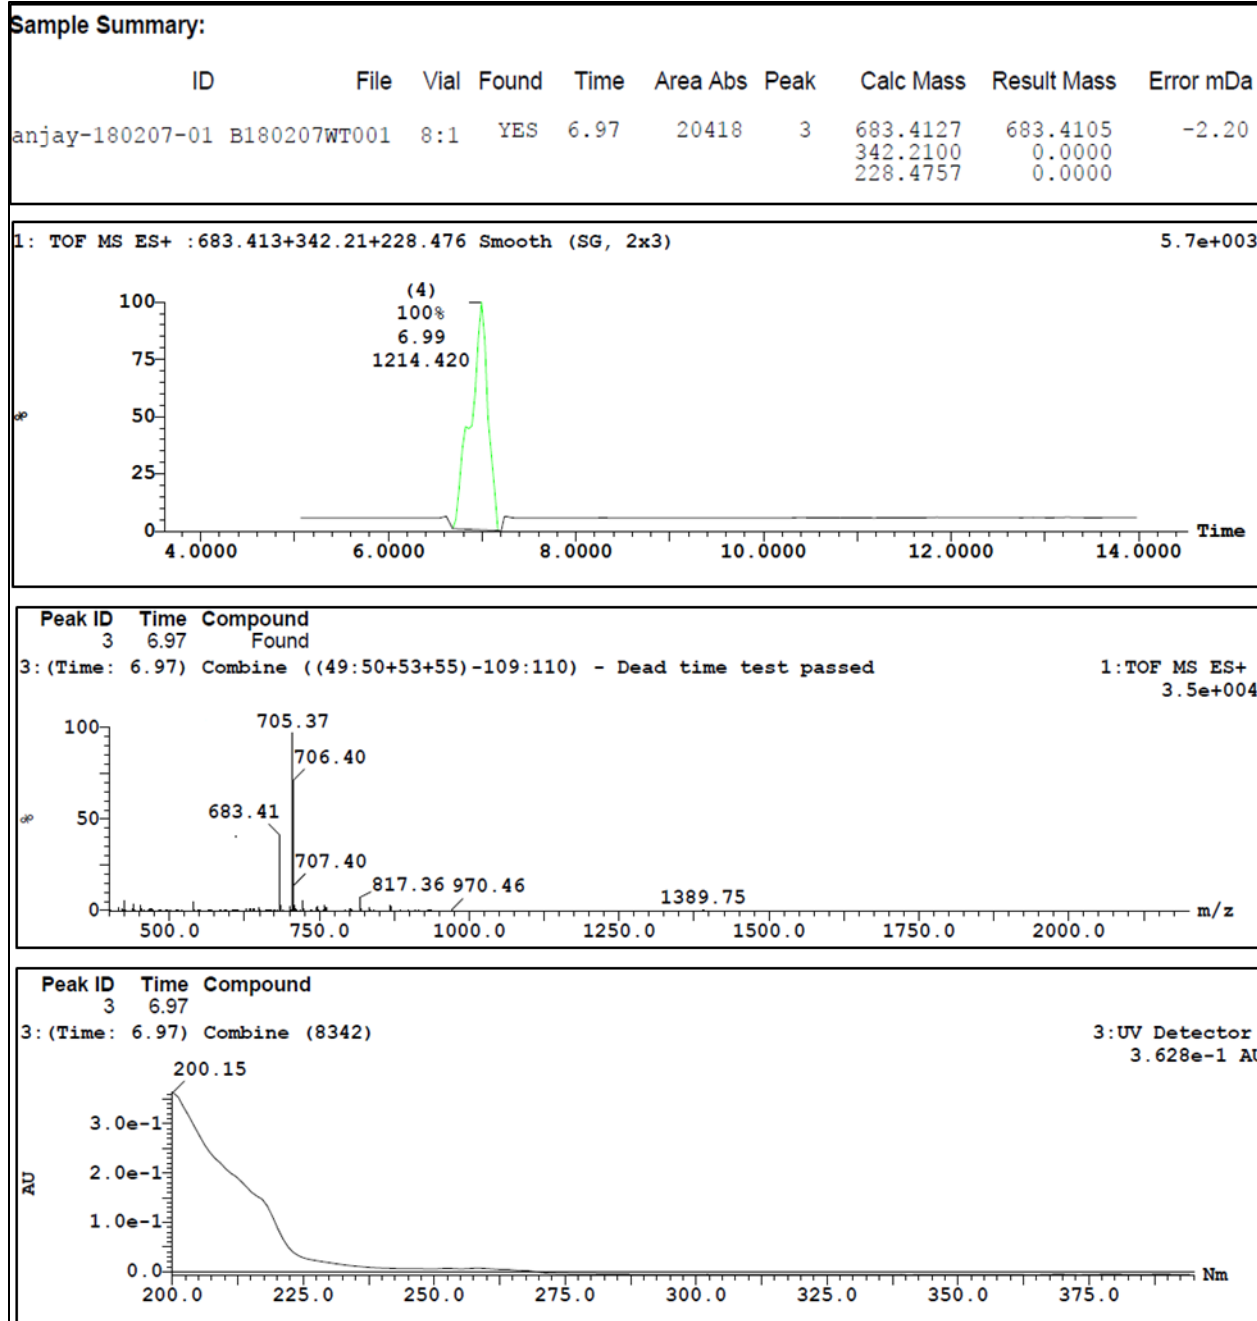 Sample Summary:
ID File Vial Found Time Area Abs Peak Calc Mass Result Mass Error mDa
anjay-180207-01 B180207WT001 8:1 YES 6.97 20418 3 683.4127 683.4105 -2.20
342.2100 0.0000
228.4757 0.0000
1: TOF MS ES+ :683.413+342.21+228.476 Smooth (SG, 2x3) 5.7e+003
(4)
100%
6.99
1214.420
100
75
50
25
0
%
4.0000 6.0000 8.0000 10.0000 12.0000 14.0000 Time
Peak ID Time Compound
3 6.97 Found
3:(Time: 6.97) Combine ((49:50+53+55)-109:110) - Dead time test passed 1:TOF MS ES+
3.5e+004
705.37
706.40
683.41
707.40
817.36 970.46 1389.75
100
50
0
%
500.0 750.0 1000.0 1250.0 1500.0 1750.0 2000.0 m/z
Peak ID Time Compound
3 6.97
3:(Time: 6.97) Combine (8342) 3:UV Detector
3.628e-1 AU
200.15
3.0e-1
2.0e-1
1.0e-1
0.0
AU
200.0 225.0 250.0 275.0 300.0 325.0 350.0 375.0 Nm